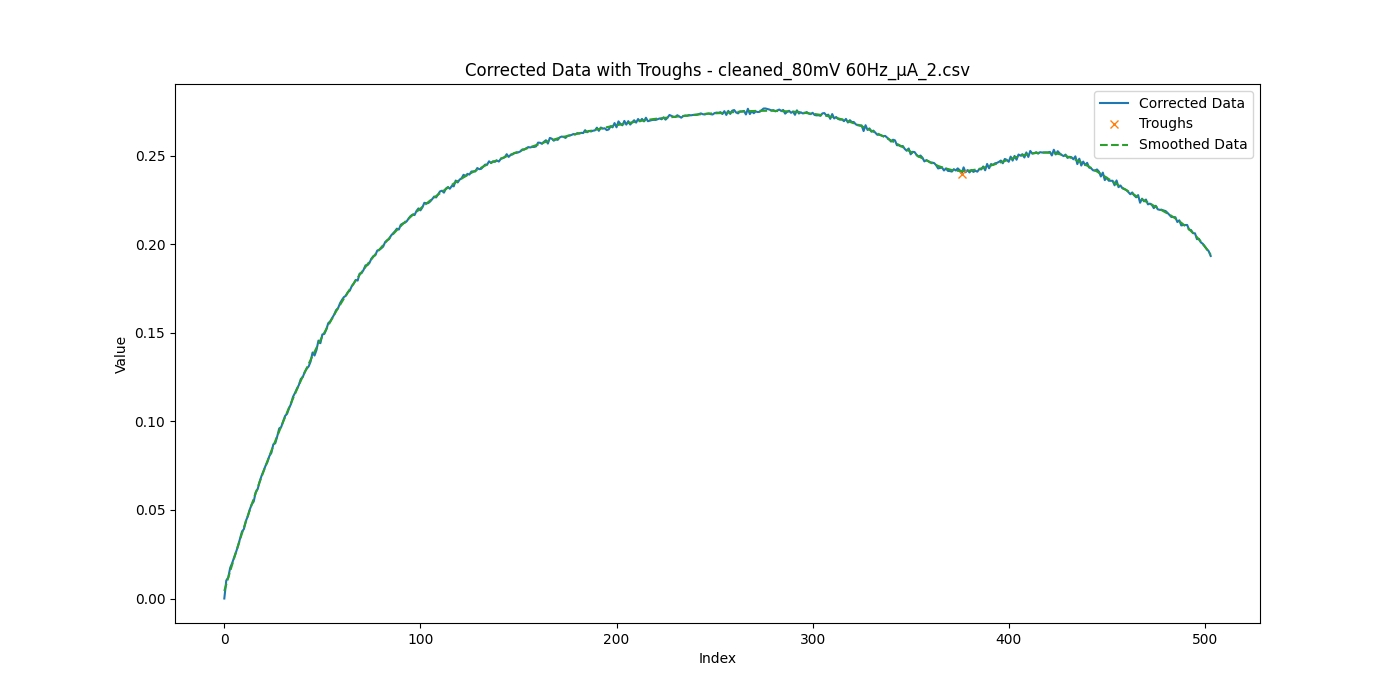 Corrected Data with Troughs - cleaned_80mV 60Hz_μA_2.csv
Corrected Data
Troughs
Smoothed Data
Value
0.25
0.20
0.15
0.10
0.05
0.00
0 100 200 300 400 500
Index